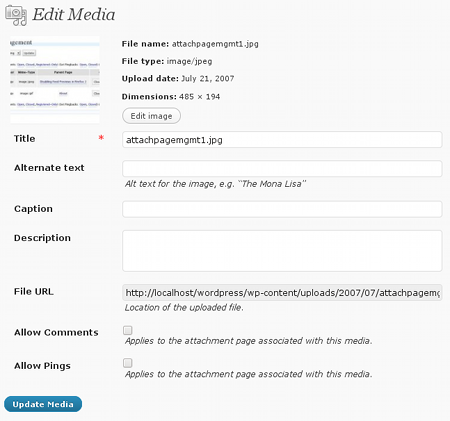 Edit Media
File name: attachpagemgmt1.jpg
File type: image/jpeg
Upload date: July 21, 2007
Dimensions: 485 × 194
Edit image
Title *
attachpagemgmt1.jpg
Alternate text
Alt text for the image, e.g. "The Mona Lisa"
Caption
Description
File URL
http://localhost/wordpress/wp-content/uploads/2007/07/attachpagemg
Location of the uploaded file.
Allow Comments
Applies to the attachment page associated with this media.
Allow Pings
Applies to the attachment page associated with this media.
Update Media